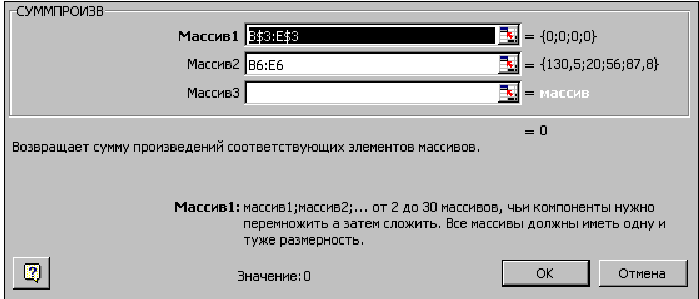 СУММПРОИЗВ
Массив1 B$3:E$3 = {0;0;0;0}
Массив2 B6:E6 = {130,5;20;56;87,8}
Массив3 = массив
= 0
Возвращает сумму произведений соответствующих элементов массивов.
Массив1: массив1;массив2;... от 2 до 30 массивов, чьи компоненты нужно
перемножить а затем сложить. Все массивы должны иметь одну и
туже размерность.
Значение:0 ОК Отмена